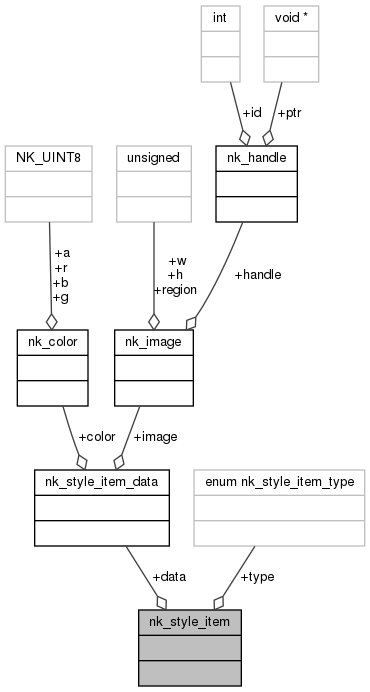 int
void *
+id
+ptr
NK_UINT8
unsigned
nk_handle
+a
+r
+b
+g
+w
+h
+region
+handle
nk_color
nk_image
+color
+image
nk_style_item_data
enum nk_style_item_type
+data
+type
nk_style_item